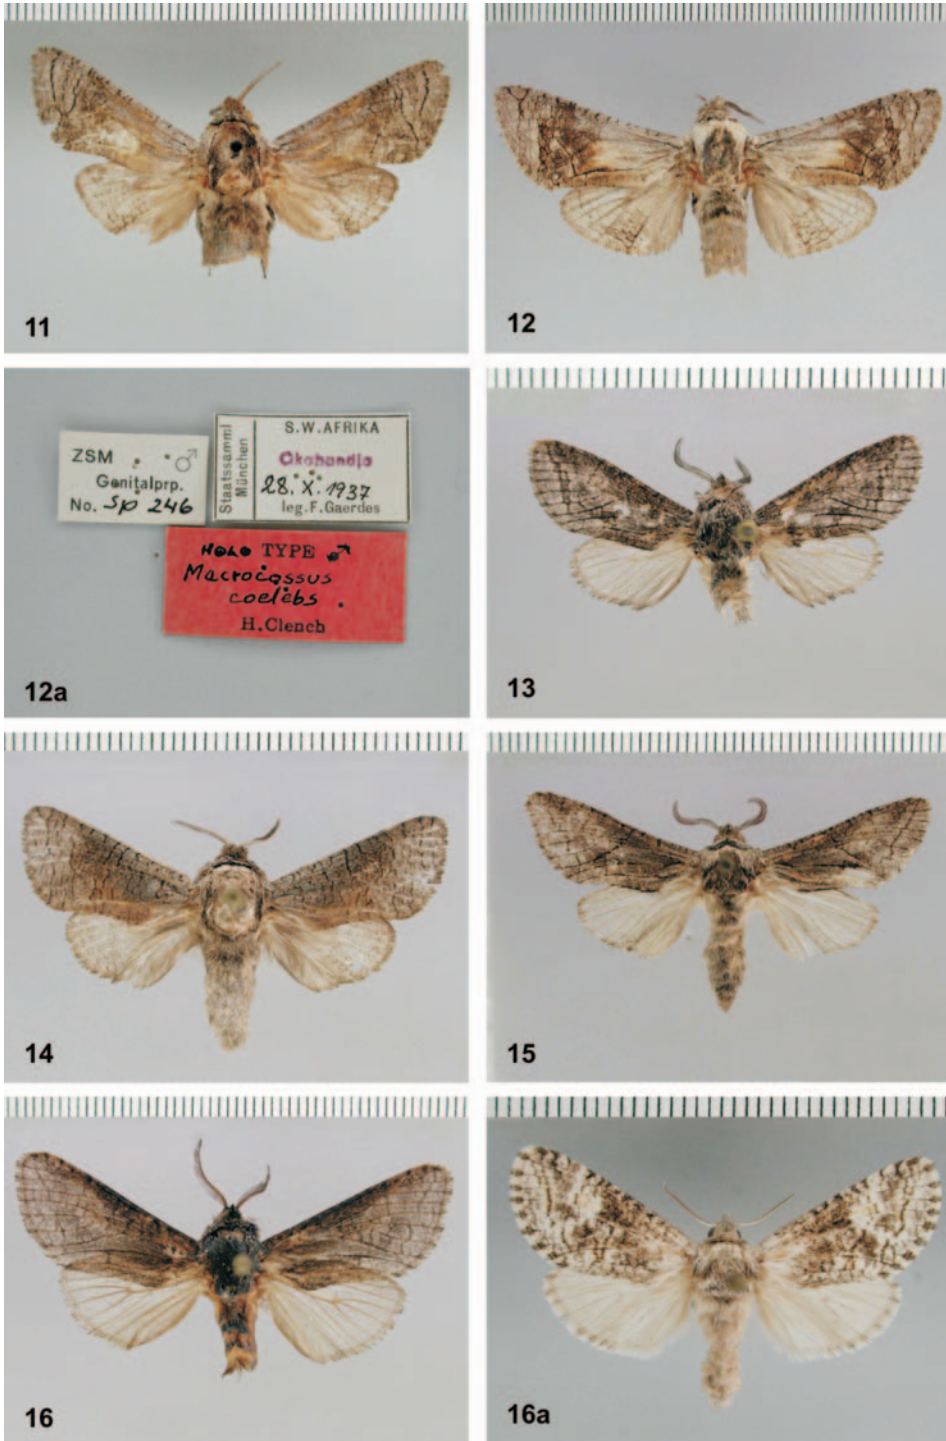 11
12
ZSM ♂
Genitalprp.
No. Sp 246
Staatssamml
München
S.W.AFRIKA
Okahandja
28.X.1937
leg.F.Gaerdes
HOLO TYPE ♂
Macrocossus
coelebs.
H.Clench
12a
13
14
15
16
16a